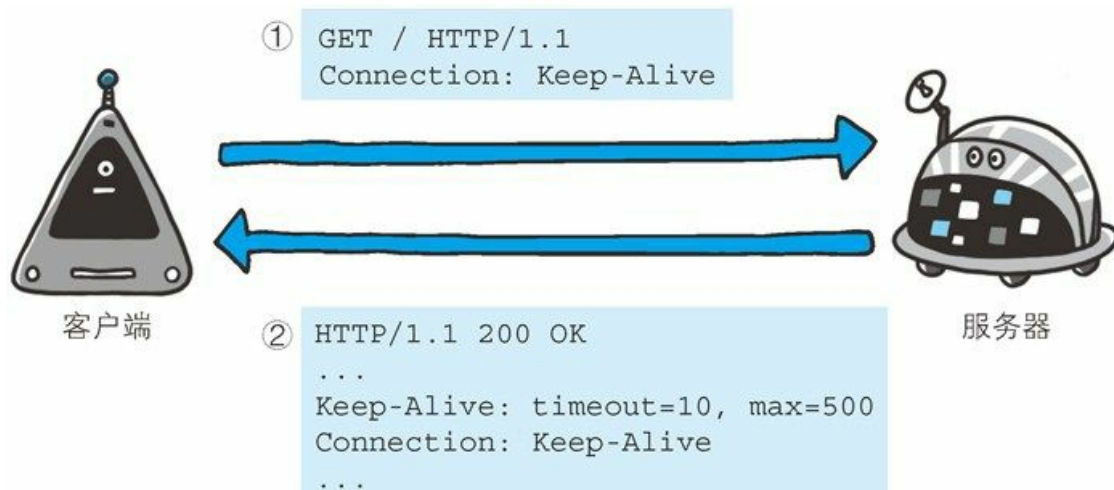 ① GET / HTTP/1.1
Connection: Keep-Alive
客户端
服务器
② HTTP/1.1 200 OK
...
Keep-Alive: timeout=10, max=500
Connection: Keep-Alive
...